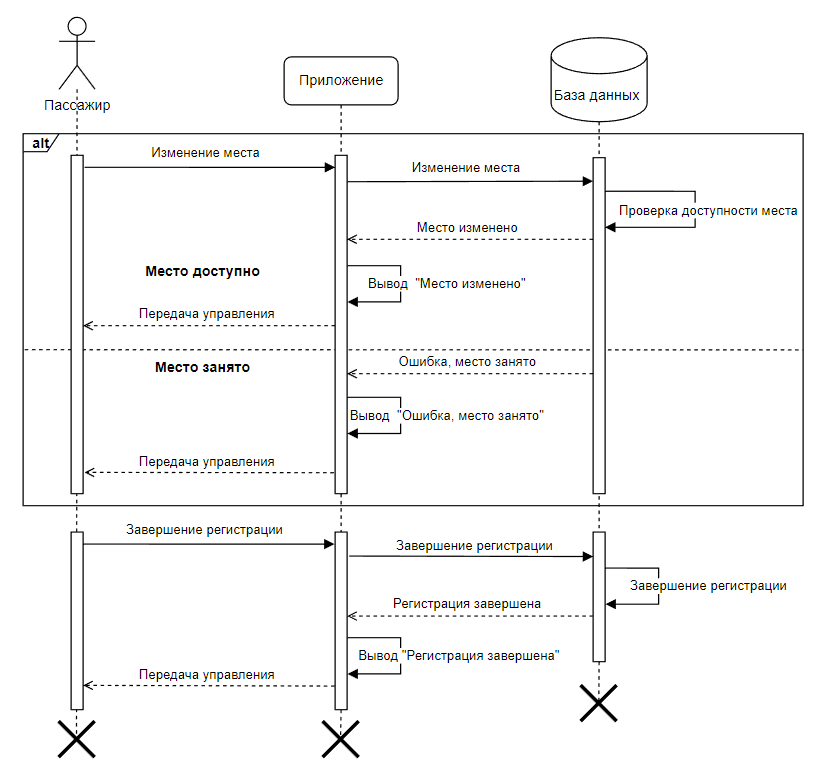 Пассажир
Приложение
База данных
alt
Изменение места
Изменение места
Проверка доступности места
Место изменено
Место доступно
Вывод "Место изменено"
Передача управления
Место занято
Ошибка, место занято
Вывод "Ошибка, место занято"
Передача управления
Завершение регистрации
Завершение регистрации
Завершение регистрации
Регистрация завершена
Вывод "Регистрация завершена"
Передача управления